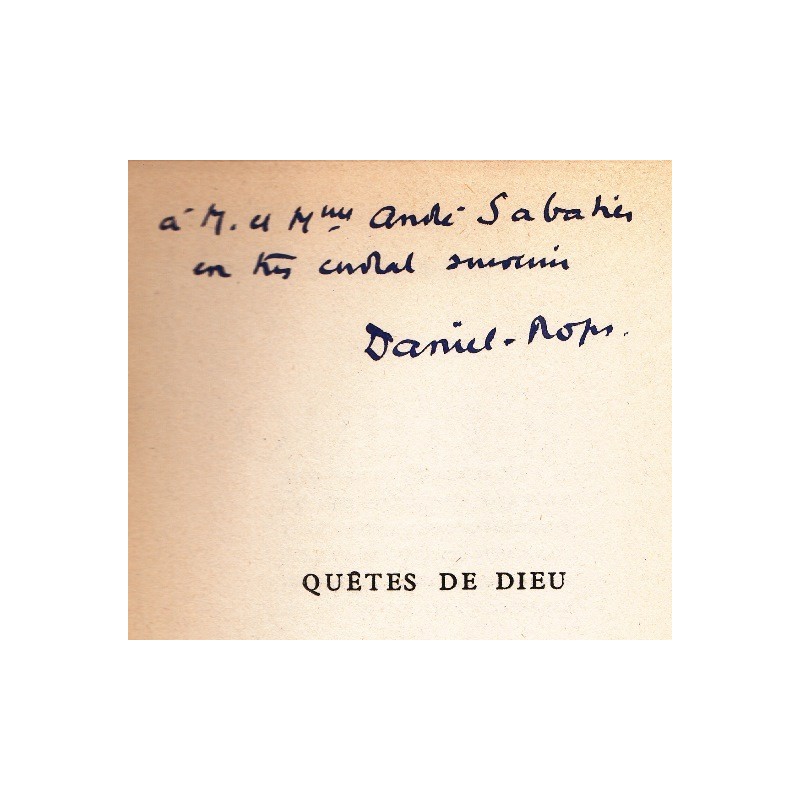 à M. et Mme André Sabatier
en très cordial souvenir
Daniel-Rops.
QUÊTES DE DIEU